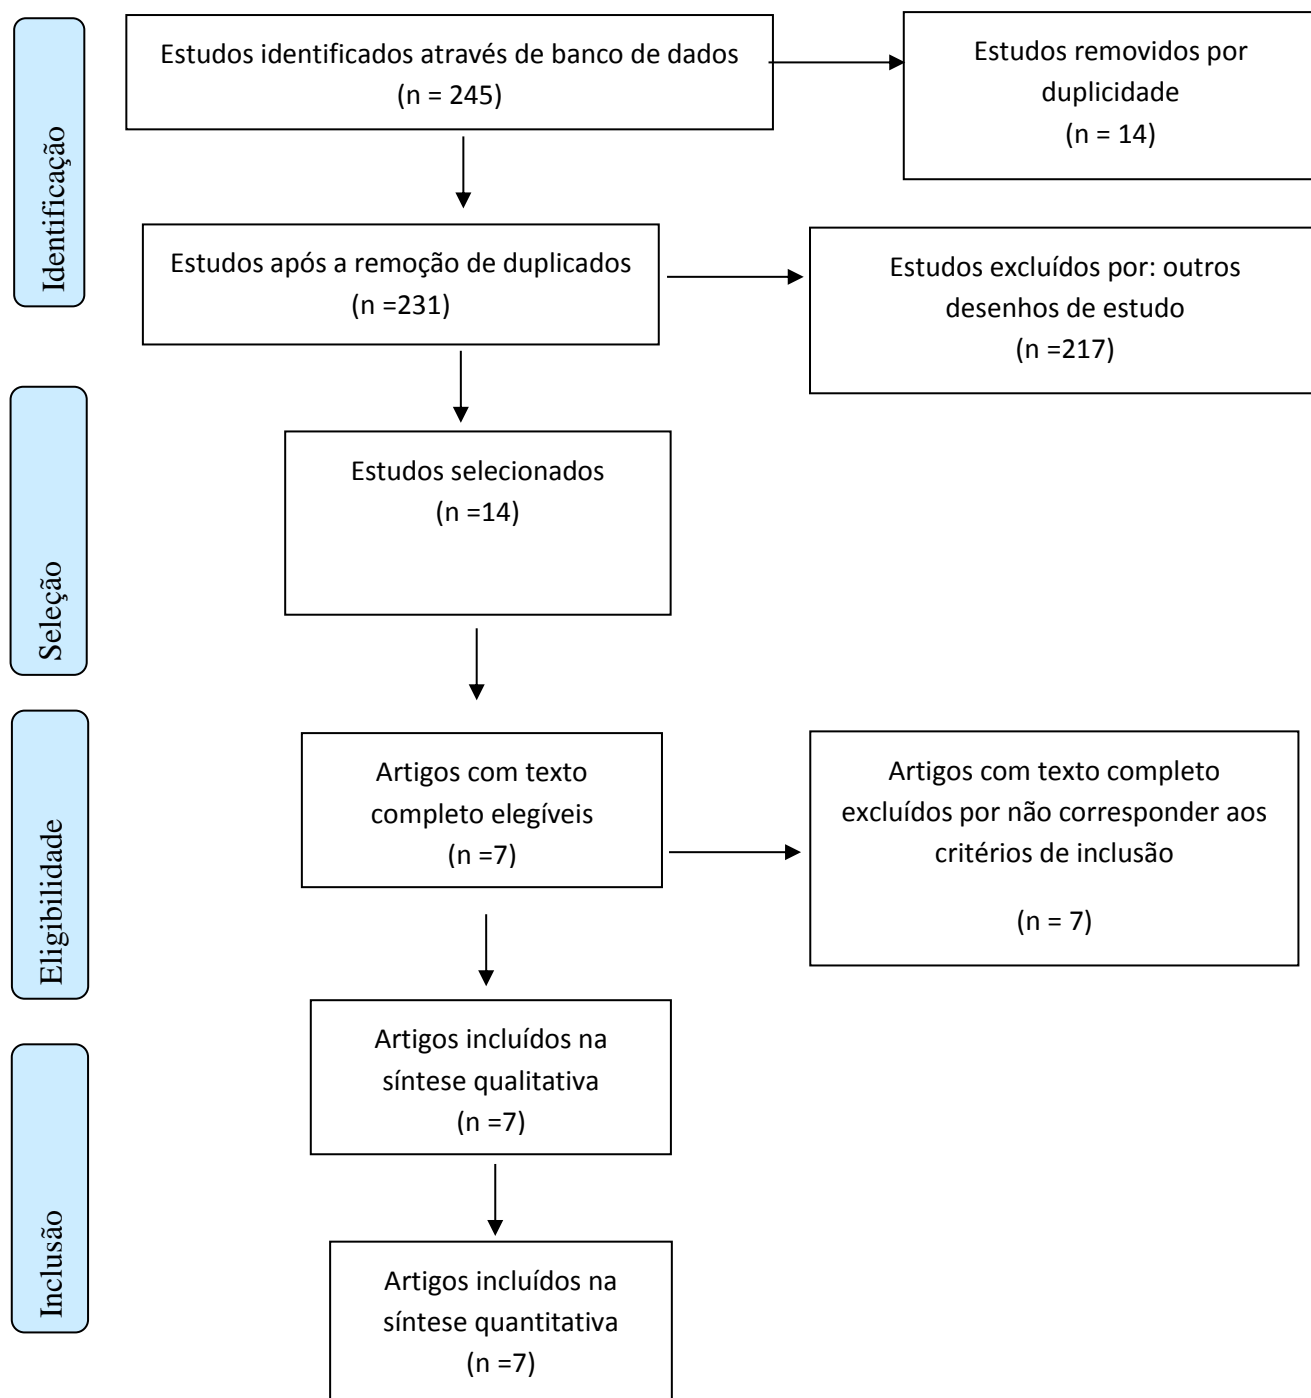 Identificação
Estudos identificados através de banco de dados
(n = 245)
Estudos removidos por
duplicidade
(n = 14)
Estudos após a remoção de duplicados
(n =231)
Estudos excluídos por: outros
desenhos de estudo
(n =217)
Seleção
Estudos selecionados
(n =14)
Eligibilidade
Artigos com texto
completo elegíveis
(n =7)
Artigos com texto completo
excluídos por não corresponder aos
critérios de inclusão
(n = 7)
Inclusão
Artigos incluídos na
síntese qualitativa
(n =7)
Artigos incluídos na
síntese quantitativa
(n =7)